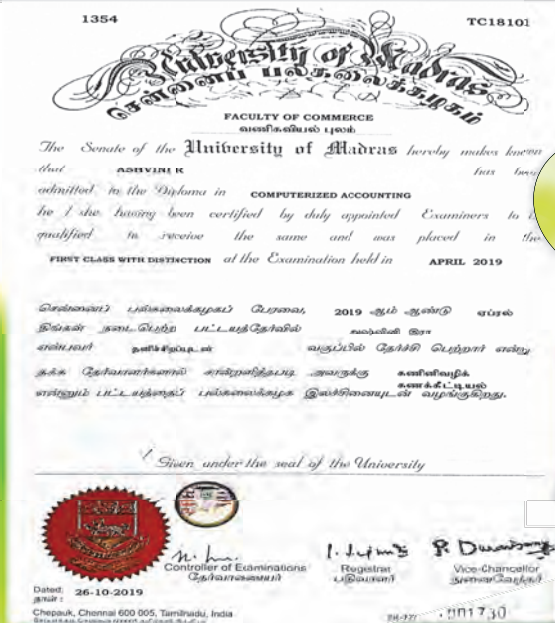 1354 TC18101
University of Madras
சென்னைப் பல்கலைக்கழகம்
FACULTY OF COMMERCE
வணிகவியல் புலம்
The Senate of the University of Madras hereby makes known
that ASHVINI R has been
admitted to the Diploma in COMPUTERIZED ACCOUNTING
he / she having been certified by duly appointed Examiners to
qualified to receive the same and was placed in the
FIRST CLASS WITH DISTINCTION at the Examination held in APRIL 2019
சென்னைப் பல்கலைக்கழகப் பேரவை, 2019 ஆம் ஆண்டு ஏப்ரல்
திங்கள் நடைபெற்ற பட்டயத்தேர்வில்
என்பவர் தனிச்சிறப்புடன் வகுப்பில் தேர்ச்சி பெற்றார் என்று
தக்க தேர்வாளர்களால் சான்றளித்தபடி அவருக்கு கணினிவழிக்
கணக்கீட்டியல்
என்னும் பட்டயத்தைப் பல்கலைக்கழக இலச்சினையுடன் வழங்குகிறது.
Given under the seal of the University
Controller of Examinations Registrar Vice-Chancellor
தேர்வாணையர் பதிவாளர் துணைவேந்தர்
Dated: 26-10-2019
நாள் :
Chepauk, Chennai 600 005, Tamilnadu, India
001730